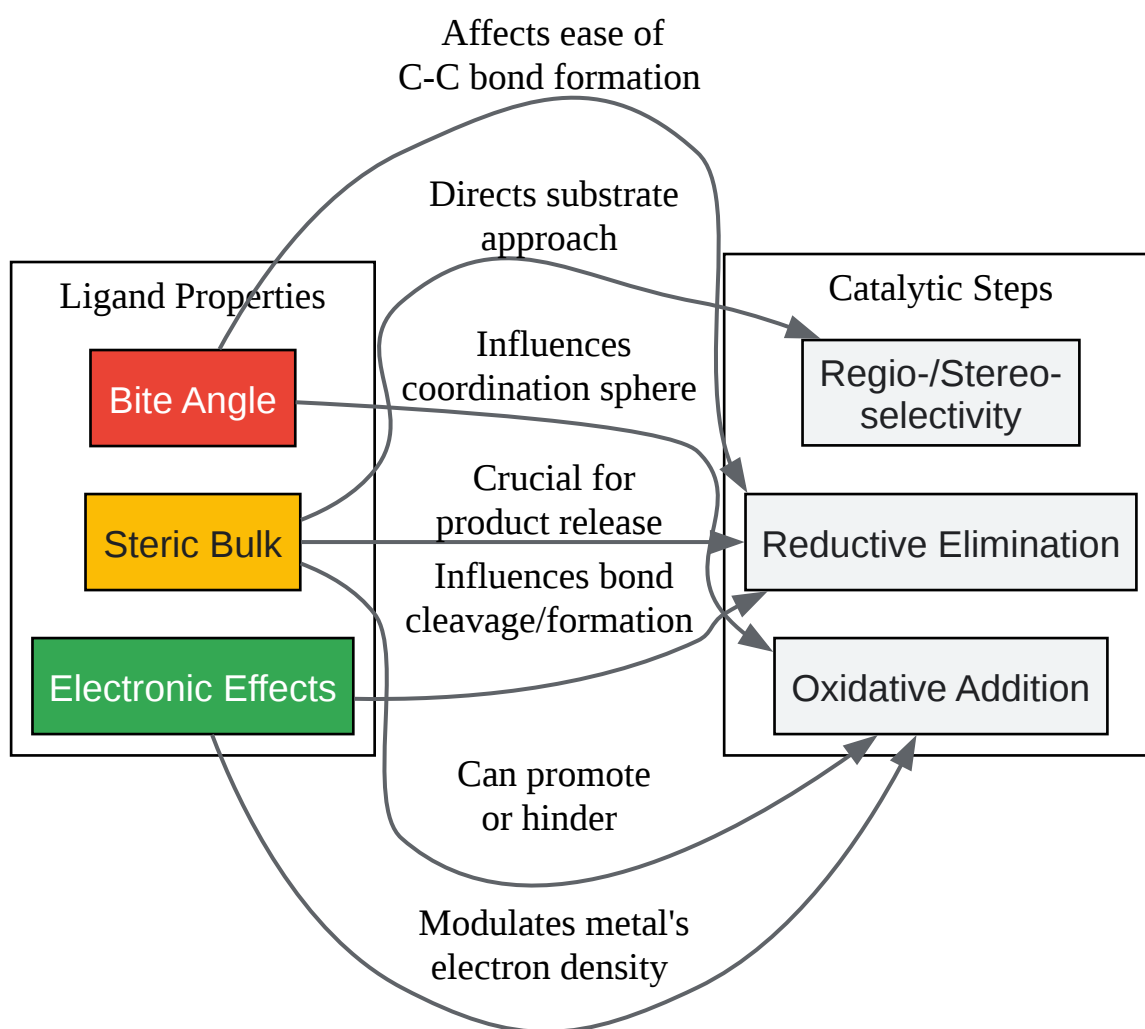 Affects ease of
C-C bond formation
Directs substrate
approach
Ligand Properties
Catalytic Steps
Bite Angle
Influences
coordination sphere
Regio-/Stereo-
selectivity
Steric Bulk
Crucial for
product release
Reductive Elimination
Influences bond
cleavage/formation
Electronic Effects
Oxidative Addition
Can promote
or hinder
Modulates metal's
electron density